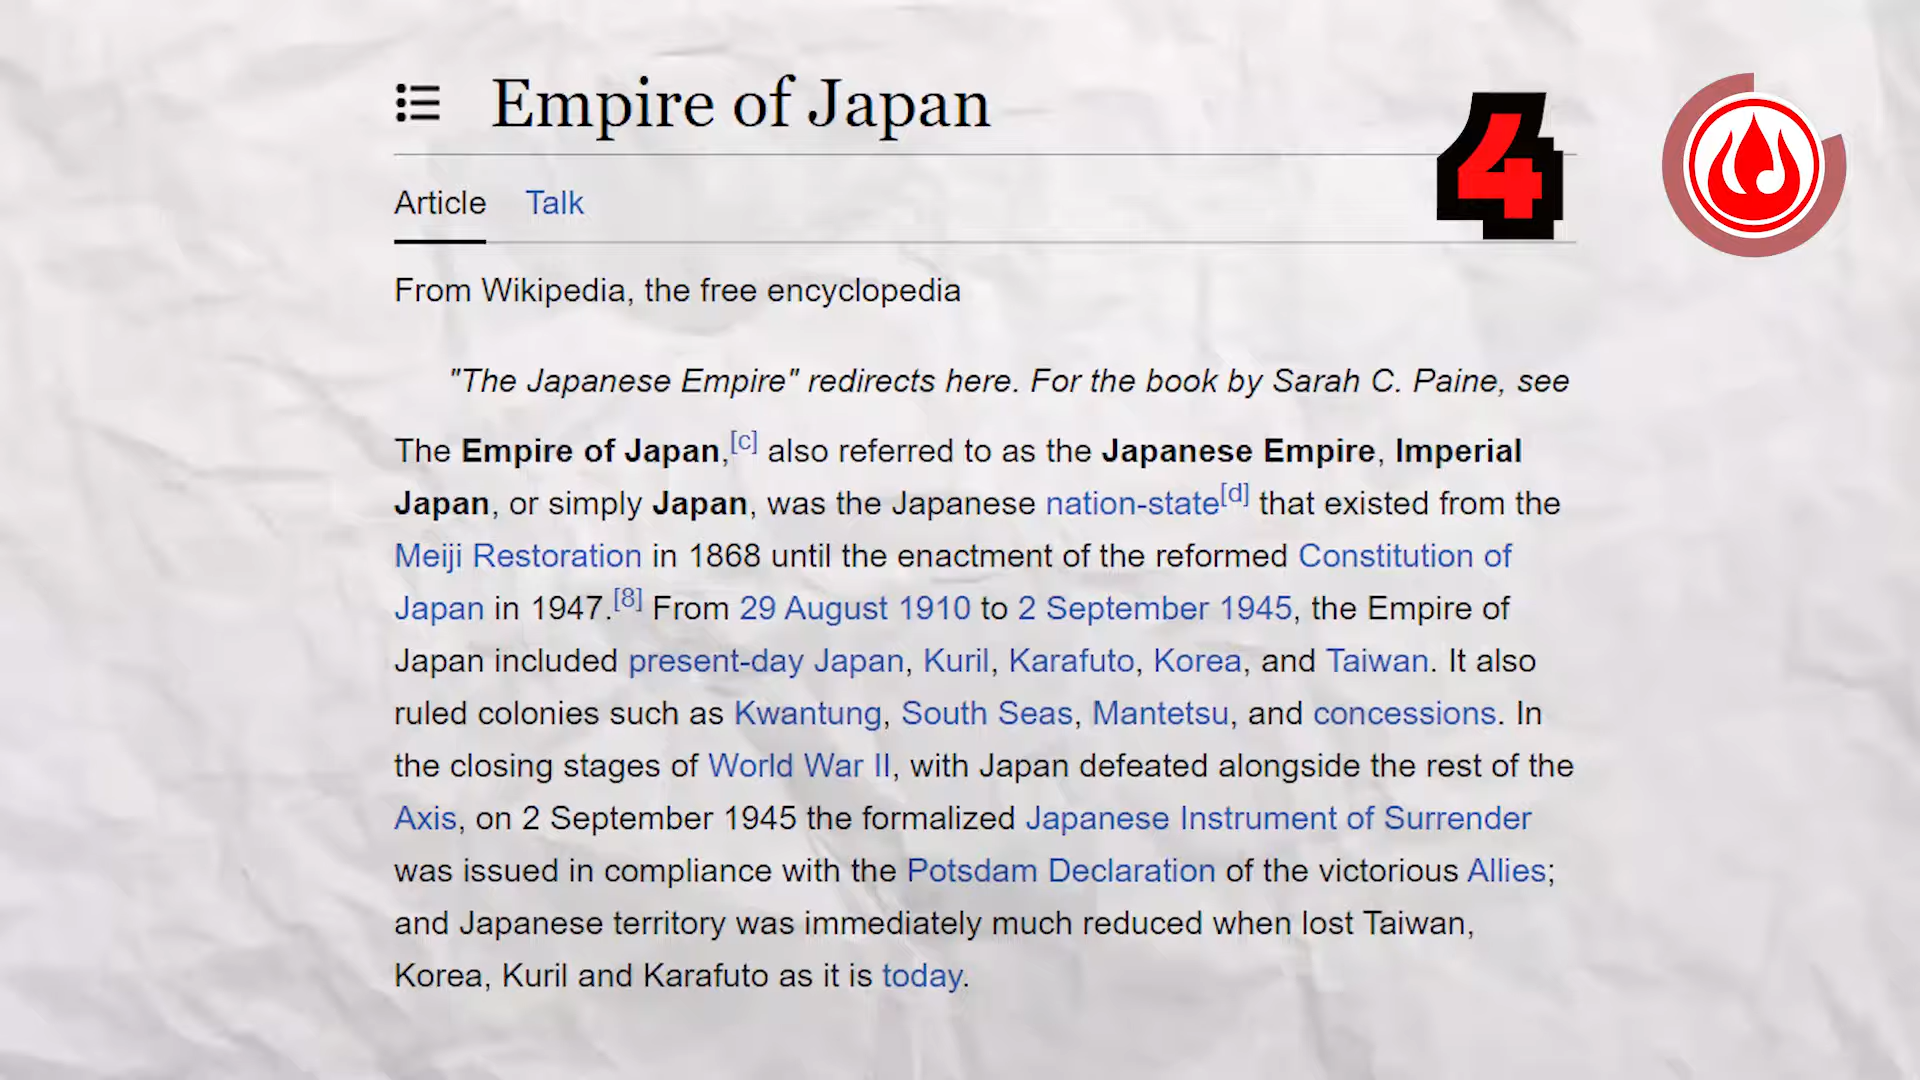 Empire of Japan
4
Article Talk
From Wikipedia, the free encyclopedia
"The Japanese Empire" redirects here. For the book by Sarah C. Paine, see
The Empire of Japan,[c] also referred to as the Japanese Empire, Imperial
Japan, or simply Japan, was the Japanese nation-state[d] that existed from the
Meiji Restoration in 1868 until the enactment of the reformed Constitution of
Japan in 1947.[8] From 29 August 1910 to 2 September 1945, the Empire of
Japan included present-day Japan, Kuril, Karafuto, Korea, and Taiwan. It also
ruled colonies such as Kwantung, South Seas, Mantetsu, and concessions. In
the closing stages of World War II, with Japan defeated alongside the rest of the
Axis, on 2 September 1945 the formalized Japanese Instrument of Surrender
was issued in compliance with the Potsdam Declaration of the victorious Allies;
and Japanese territory was immediately much reduced when lost Taiwan,
Korea, Kuril and Karafuto as it is today.